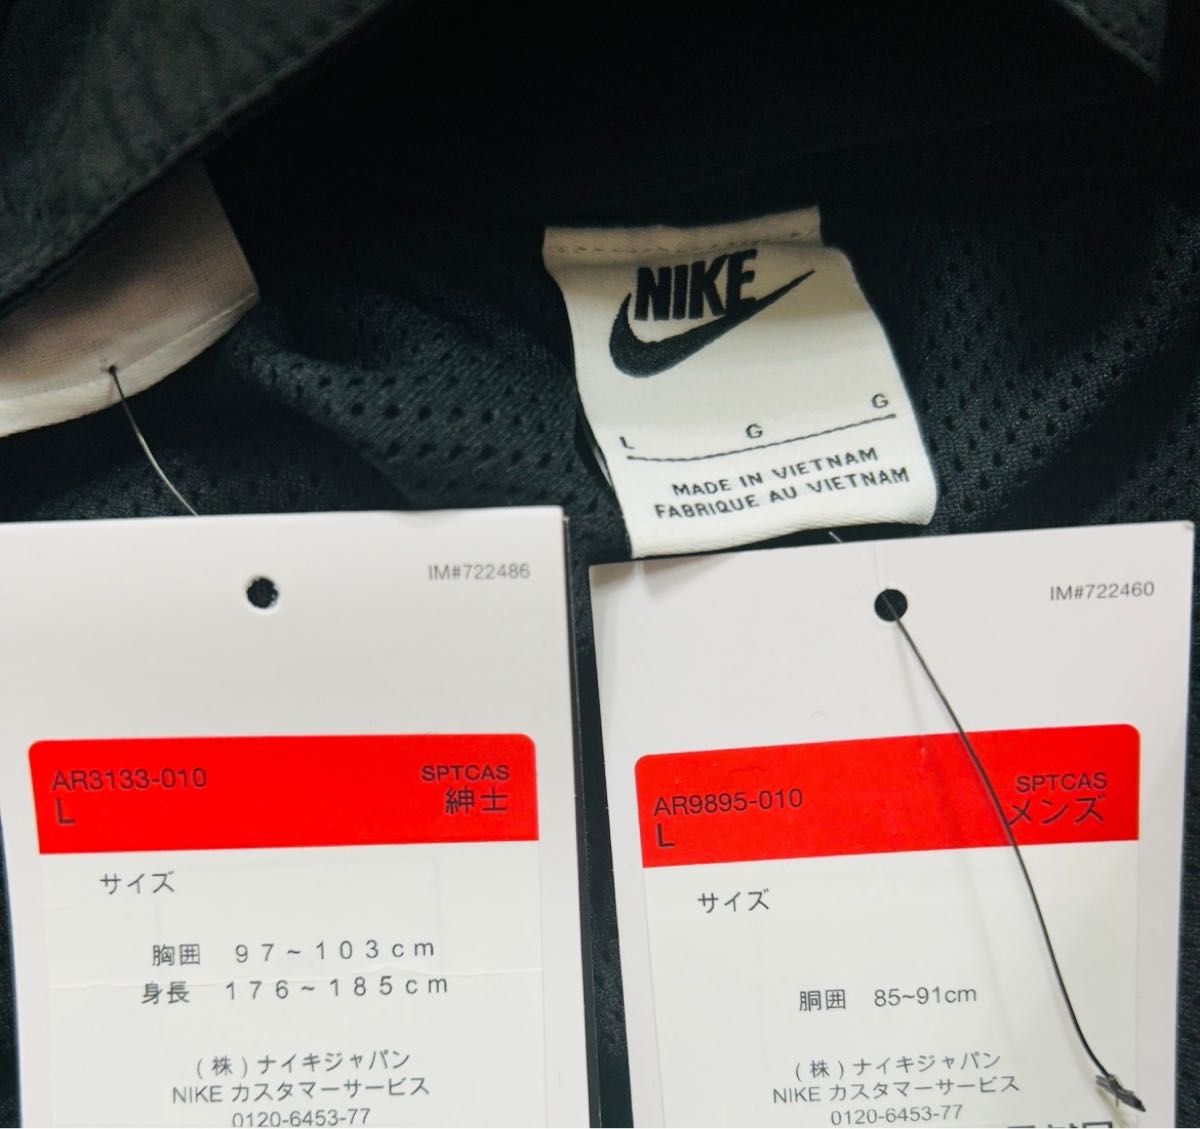 NIKE
L G G
MADE IN VIETNAM
FABRIQUE AU VIETNAM
IM#722486
AR3133-010 SPTCAS
L 紳士
サイズ
胸囲 97~103cm
身長 176~185cm
(株)ナイキジャパン
NIKE カスタマーサービス
0120-6453-77
IM#722460
AR9895-010 SPTCAS
L メンズ
サイズ
胴囲 85~91cm
(株)ナイキジャパン
NIKE カスタマーサービス
0120-6453-77